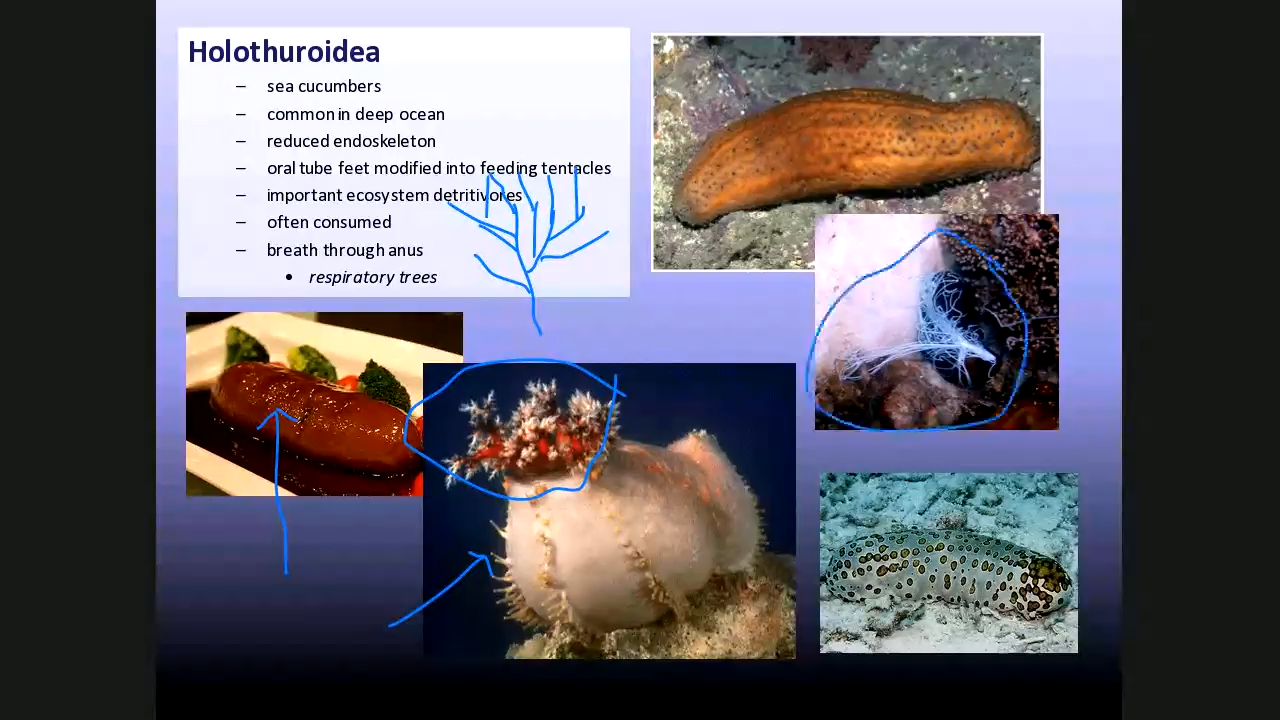 Holothuroidea
– sea cucumbers
– common in deep ocean
– reduced endoskeleton
– oral tube feet modified into feeding tentacles
– important ecosystem detritivores
– often consumed
– breath through anus
• respiratory trees